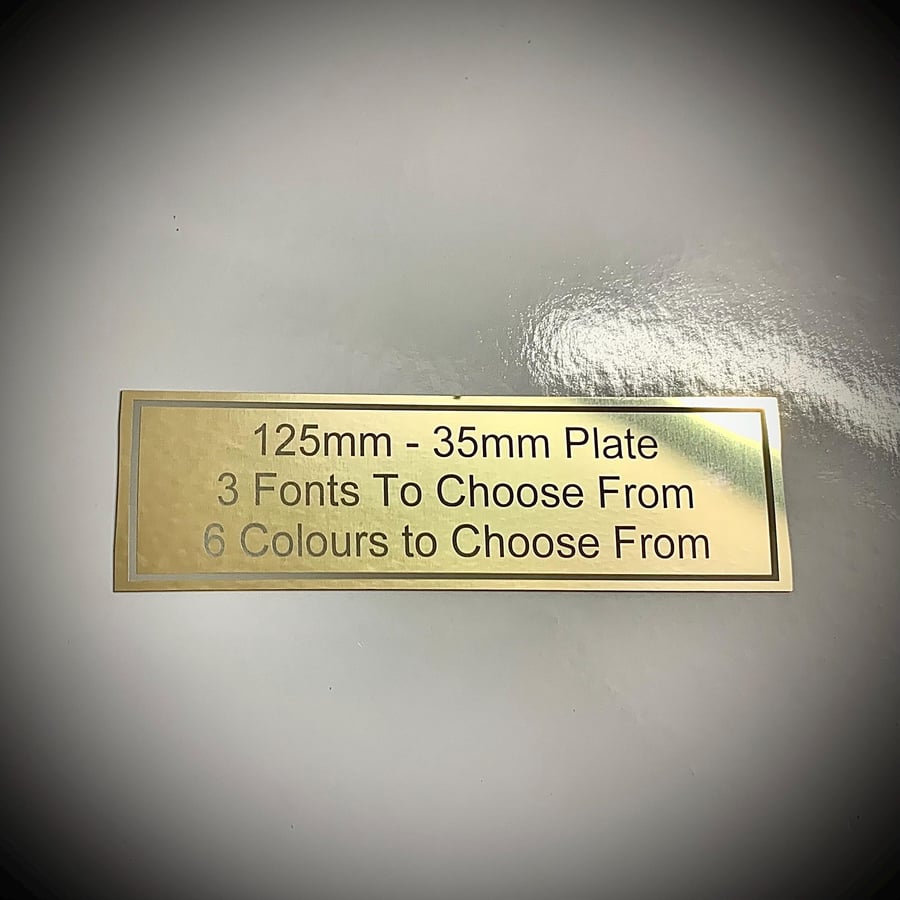 125mm - 35mm Plate
3 Fonts To Choose From
6 Colours to Choose From